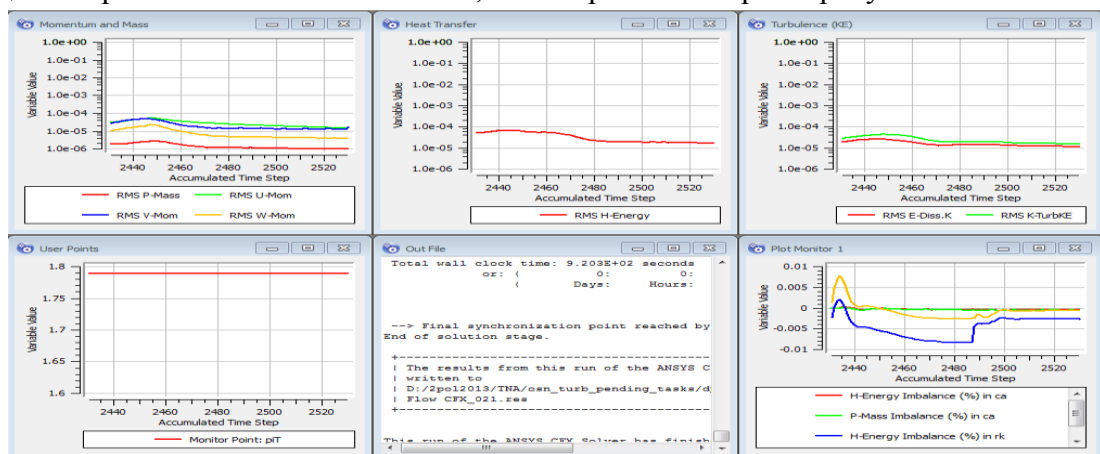 Momentum and Mass
1.0e+00
1.0e-01
1.0e-02
1.0e-03
1.0e-04
1.0e-05
1.0e-06
Variable Value
2440 2460 2480 2500 2520
Accumulated Time Step
RMS P-Mass RMS U-Mom
RMS V-Mom RMS W-Mom
Heat Transfer
1.0e+00
1.0e-01
1.0e-02
1.0e-03
1.0e-04
1.0e-05
1.0e-06
Variable Value
2440 2460 2480 2500 2520
Accumulated Time Step
RMS H-Energy
Turbulence (KE)
1.0e+00
1.0e-01
1.0e-02
1.0e-03
1.0e-04
1.0e-05
1.0e-06
Variable Value
2440 2460 2480 2500 2520
Accumulated Time Step
RMS E-Diss.K RMS K-TurbKE
User Points
1.8
1.75
1.7
1.65
1.6
Variable Value
2440 2460 2480 2500 2520
Accumulated Time Step
Monitor Point: piT
Out File
Total wall clock time: 9.203E+02 seconds
or: ( 0: 0:
( Days: Hours:
---> Final synchronization point reached by
End of solution stage.
+--------------------------------------------
| The results from this run of the ANSYS C
| written to
| D:/2pol2013/TNA/osn_turb_pending_tasks/d
| Flow CFX_021.res
+--------------------------------------------
This run of the ANSYS CFX Solver has finish
Plot Monitor 1
0.01
0.005
0
-0.005
-0.01
Variable Value
2440 2460 2480 2500 2520
Accumulated Time Step
H-Energy Imbalance (%) in ca
P-Mass Imbalance (%) in ca
H-Energy Imbalance (%) in rk